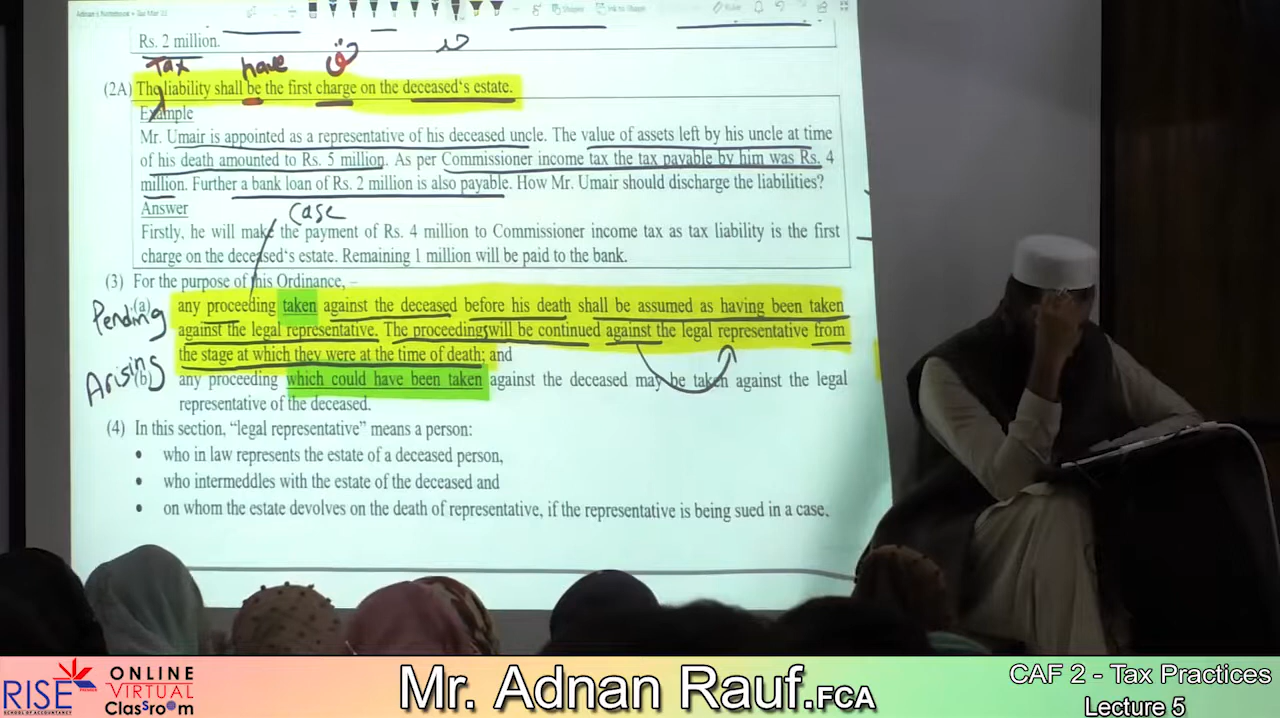 Adnan's Notebook
Rs. 2 million.
Tax have حق
(2A) The liability shall be the first charge on the deceased's estate.
Example
Mr. Umair is appointed as a representative of his deceased uncle. The value of assets left by his uncle at time
of his death amounted to Rs. 5 million. As per Commissioner income tax the tax payable by him was Rs. 4
million. Further a bank loan of Rs. 2 million is also payable. How Mr. Umair should discharge the liabilities?
Answer
Case
Firstly, he will make the payment of Rs. 4 million to Commissioner income tax as tax liability is the first
charge on the deceased's estate. Remaining 1 million will be paid to the bank.
(3) For the purpose of this Ordinance, –
Pending
(a) any proceeding taken against the deceased before his death shall be assumed as having been taken
against the legal representative. The proceedings will be continued against the legal representative from
the stage at which they were at the time of death; and
Arising
(b) any proceeding which could have been taken against the deceased may be taken against the legal
representative of the deceased.
(4) In this section, “legal representative” means a person:
• who in law represents the estate of a deceased person,
• who intermeddles with the estate of the deceased and
• on whom the estate devolves on the death of representative, if the representative is being sued in a case.
RISE
SCHOOL OF ACCOUNTANCY
ONLINE
VIRTUAL
Classroom
Mr. Adnan Rauf.FCA
CAF 2 - Tax Practices
Lecture 5